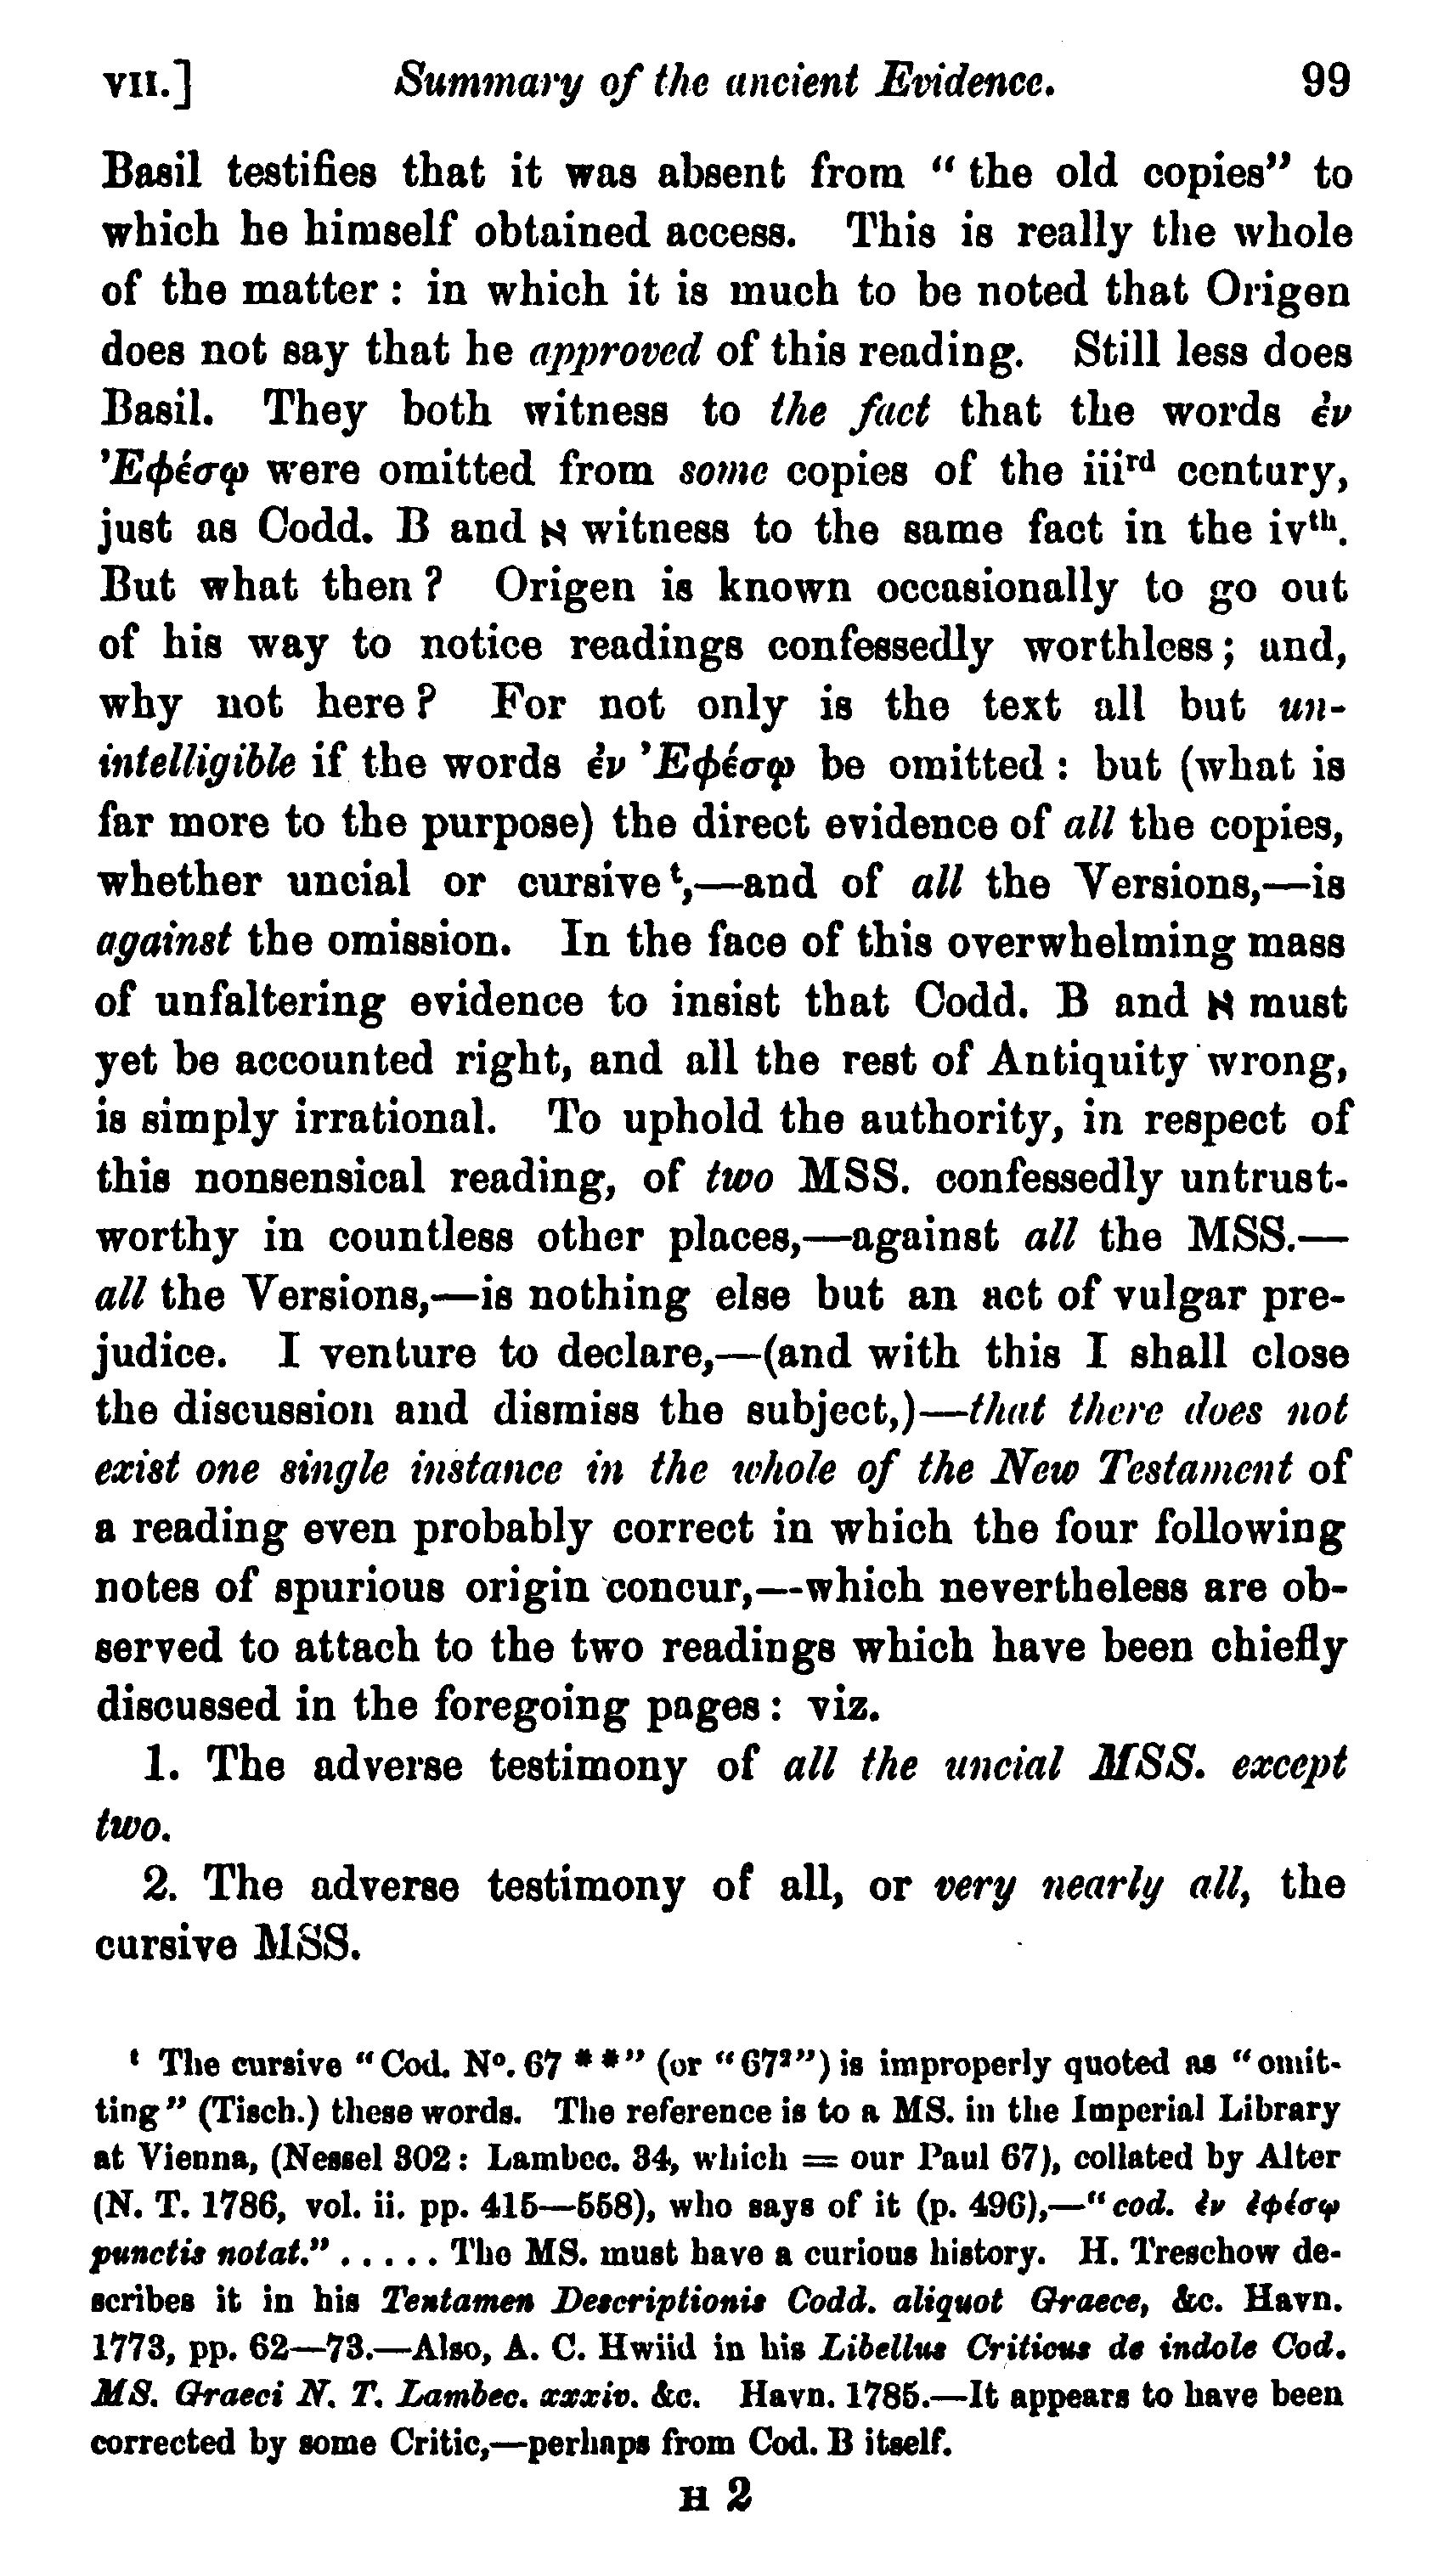 VII.] Summary of the ancient Evidence. 99
Basil testifies that it was absent from “ the old copies” to
which he himself obtained access. This is really the whole
of the matter : in which it is much to be noted that Origen
does not say that he approved of this reading. Still less does
Basil. They both witness to the fact that the words ἐν
Ἐφέσῳ were omitted from some copies of the iiird century,
just as Codd. B and א witness to the same fact in the ivth.
But what then ? Origen is known occasionally to go out
of his way to notice readings confessedly worthless ; and,
why not here ? For not only is the text all but un-
intelligible if the words ἐν Ἐφέσῳ be omitted : but (what is
far more to the purpose) the direct evidence of all the copies,
whether uncial or cursive t,—and of all the Versions,—is
against the omission. In the face of this overwhelming mass
of unfaltering evidence to insist that Codd. B and א must
yet be accounted right, and all the rest of Antiquity wrong,
is simply irrational. To uphold the authority, in respect of
this nonsensical reading, of two MSS. confessedly untrust-
worthy in countless other places,—against all the MSS.—
all the Versions,—is nothing else but an act of vulgar pre-
judice. I venture to declare,—(and with this I shall close
the discussion and dismiss the subject,)—that there does not
exist one single instance in the whole of the New Testament of
a reading even probably correct in which the four following
notes of spurious origin concur,—which nevertheless are ob-
served to attach to the two readings which have been chiefly
discussed in the foregoing pages : viz.
1. The adverse testimony of all the uncial MSS. except
two.
2. The adverse testimony of all, or very nearly all, the
cursive MSS.
t The cursive “Cod. No. 67 * *” (or “67²”) is improperly quoted as “omit-
ting” (Tisch.) these words. The reference is to a MS. in the Imperial Library
at Vienna, (Nessel 302 : Lambec. 34, which = our Paul 67), collated by Alter
(N. T. 1786, vol. ii. pp. 415—558), who says of it (p. 496),—“cod. ἐν ἐφέσῳ
punctis notat.” . . . . . The MS. must have a curious history. H. Treschow de-
scribes it in his Tentamen Descriptionis Codd. aliquot Graece, &c. Havn.
1773, pp. 62—73.—Also, A. C. Hwiid in his Libellus Criticus de indole Cod.
MS. Graeci N. T. Lambec. xxxiv. &c. Havn. 1785.—It appears to have been
corrected by some Critic,—perhaps from Cod. B itself.
H 2